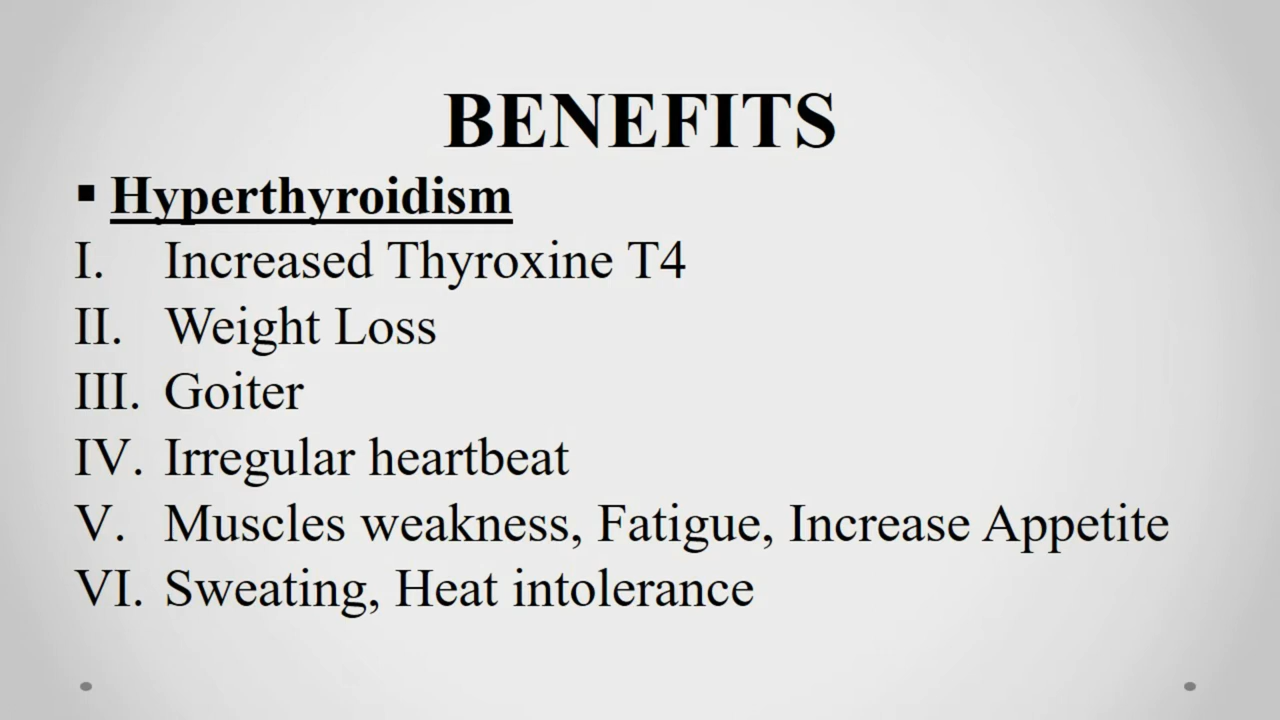 BENEFITS
▪ Hyperthyroidism
I. Increased Thyroxine T4
II. Weight Loss
III. Goiter
IV. Irregular heartbeat
V. Muscles weakness, Fatigue, Increase Appetite
VI. Sweating, Heat intolerance